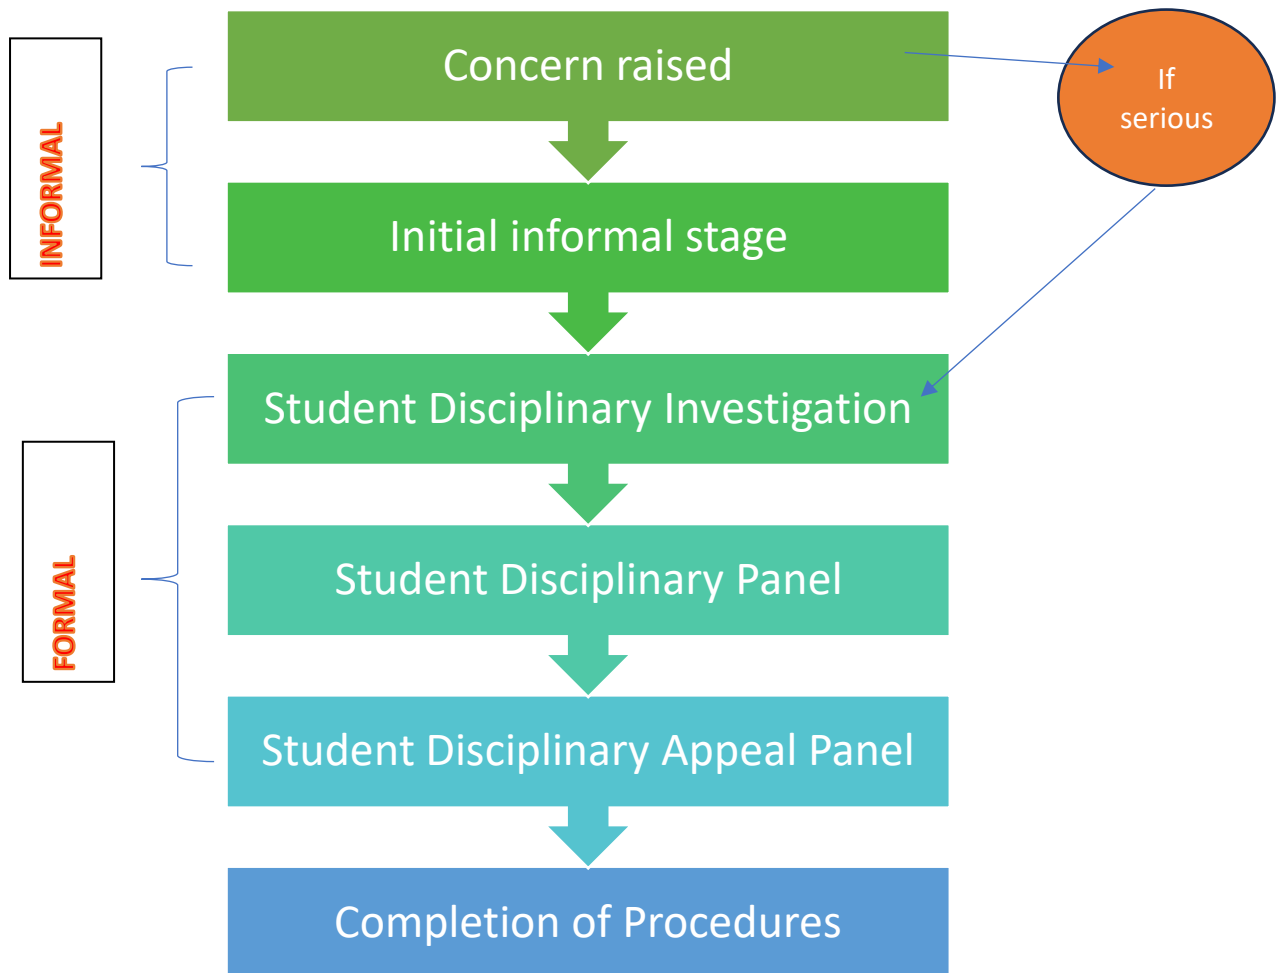 Concern raised
If
serious
INFORMAL
Initial informal stage
Student Disciplinary Investigation
Student Disciplinary Panel
FORMAL
Student Disciplinary Appeal Panel
Completion of Procedures